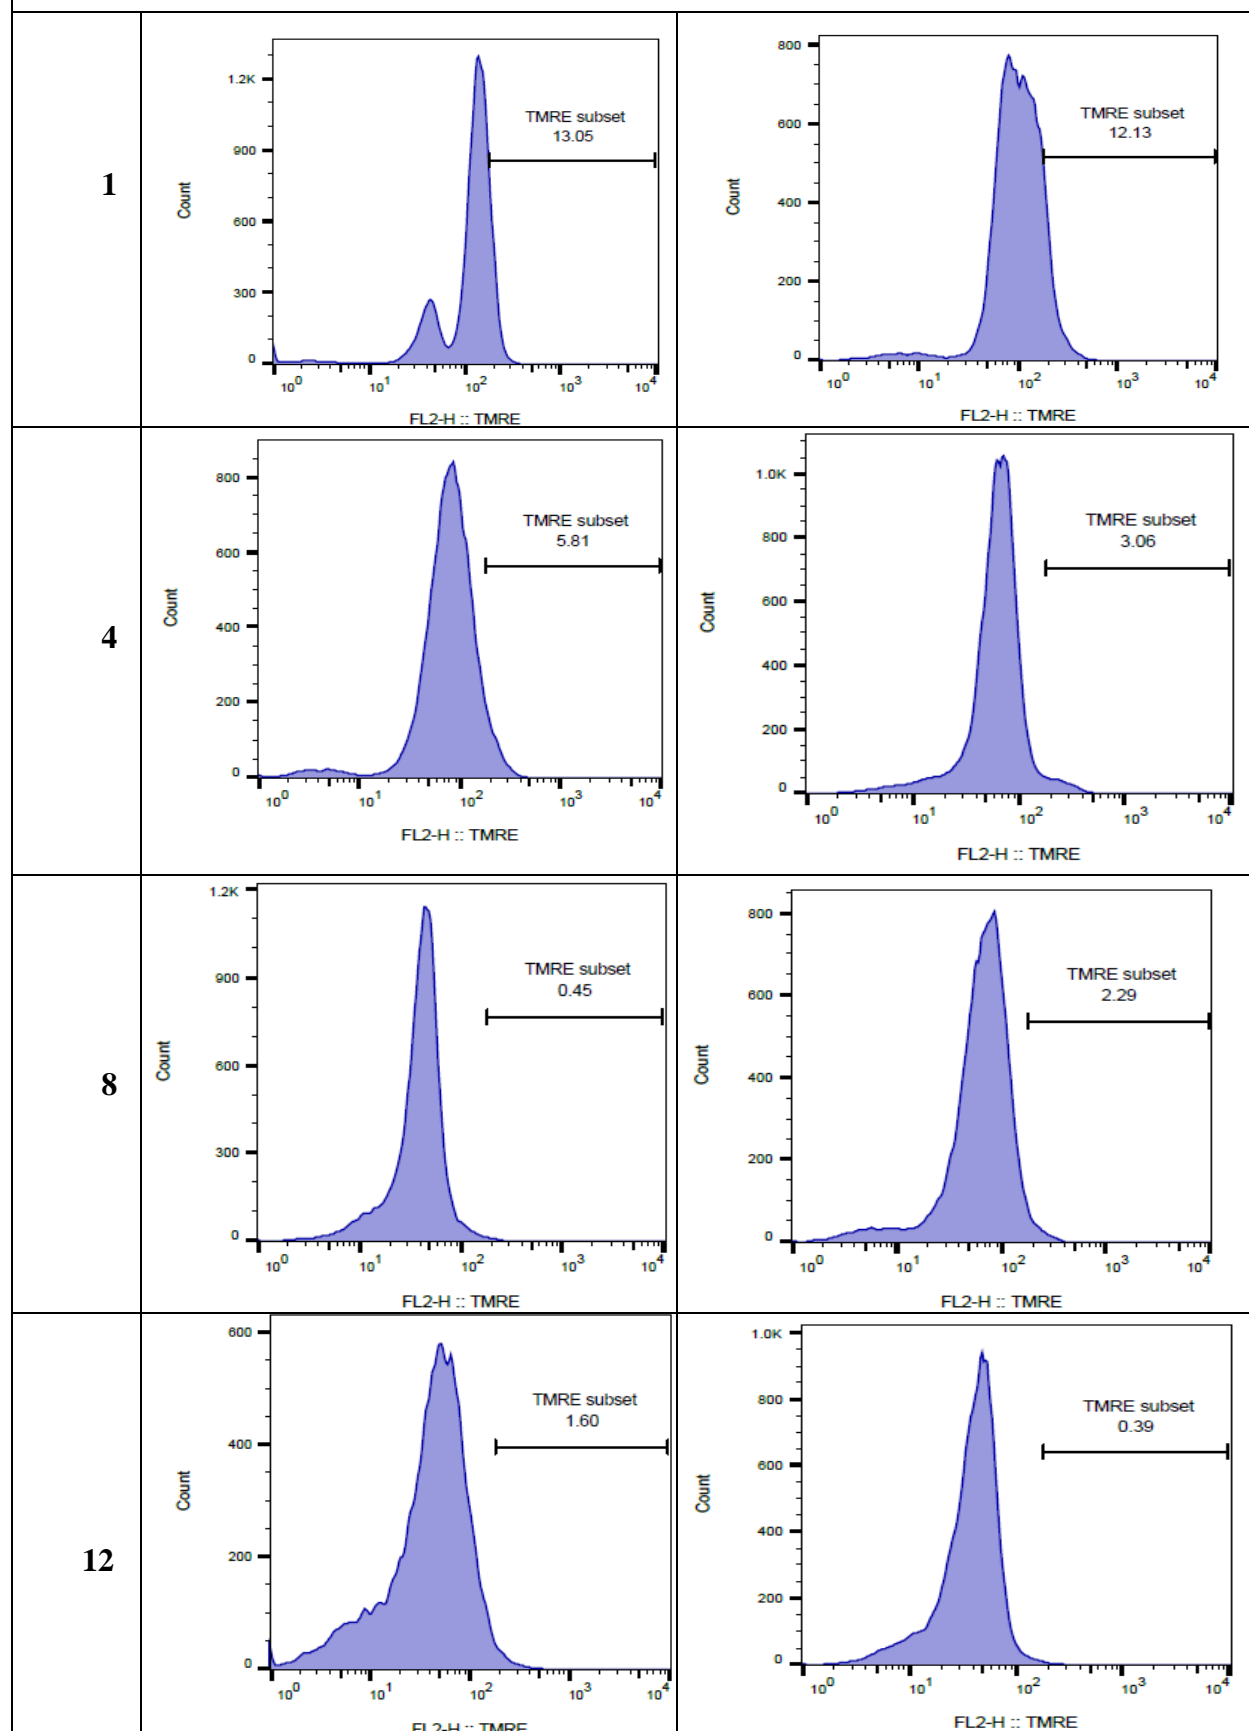 1
Count
1.2K
900
600
300
0
TMRE subset
13.05
10^0 10^1 10^2 10^3 10^4
FL2-H :: TMRE
Count
800
600
400
200
0
TMRE subset
12.13
10^0 10^1 10^2 10^3 10^4
FL2-H :: TMRE
4
Count
800
600
400
200
0
TMRE subset
5.81
10^0 10^1 10^2 10^3 10^4
FL2-H :: TMRE
Count
1.0K
800
600
400
200
0
TMRE subset
3.06
10^0 10^1 10^2 10^3 10^4
FL2-H :: TMRE
8
Count
1.2K
900
600
300
0
TMRE subset
0.45
10^0 10^1 10^2 10^3 10^4
FL2-H :: TMRE
Count
800
600
400
200
0
TMRE subset
2.29
10^0 10^1 10^2 10^3 10^4
FL2-H :: TMRE
12
Count
600
400
200
0
TMRE subset
1.60
10^0 10^1 10^2 10^3 10^4
FL2-H :: TMRE
Count
1.0K
800
600
400
200
0
TMRE subset
0.39
10^0 10^1 10^2 10^3 10^4
FL2-H :: TMRE